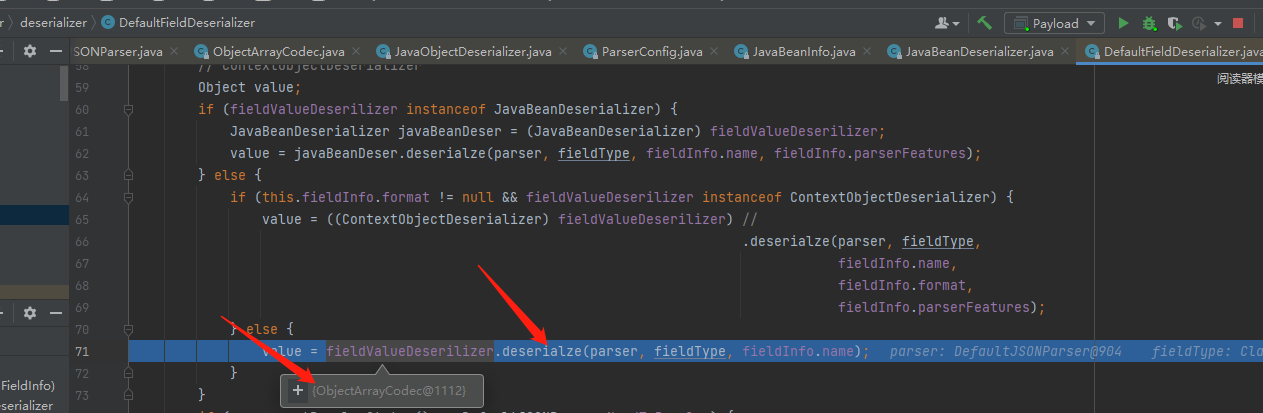 r deserializer DefaultFieldDeserializer Payload
SONParser.java ObjectArrayCodec.java JavaObjectDeserializer.java ParserConfig.java JavaBeanInfo.java JavaBeanDeserializer.java DefaultFieldDeserializer.java
58 // ContextObjectDeserializer
阅读器模
59 Object value;
60 if (fieldValueDeserilizer instanceof JavaBeanDeserializer) {
61 JavaBeanDeserializer javaBeanDeser = (JavaBeanDeserializer) fieldValueDeserilizer;
62 value = javaBeanDeser.deserialze(parser, fieldType, fieldInfo.name, fieldInfo.parserFeatures);
63 } else {
64 if (this.fieldInfo.format != null && fieldValueDeserilizer instanceof ContextObjectDeserializer) {
65 value = ((ContextObjectDeserializer) fieldValueDeserilizer) //
66 .deserialze(parser, fieldType,
67 fieldInfo.name,
68 fieldInfo.format,
69 fieldInfo.parserFeatures);
70 } else {
71 value = fieldValueDeserilizer.deserialze(parser, fieldType, fieldInfo.name); parser: DefaultJSONParser@904 fieldType: Cla
72 }
FieldInfo)
+ {ObjectArrayCodec@1112}
73 }
serializer